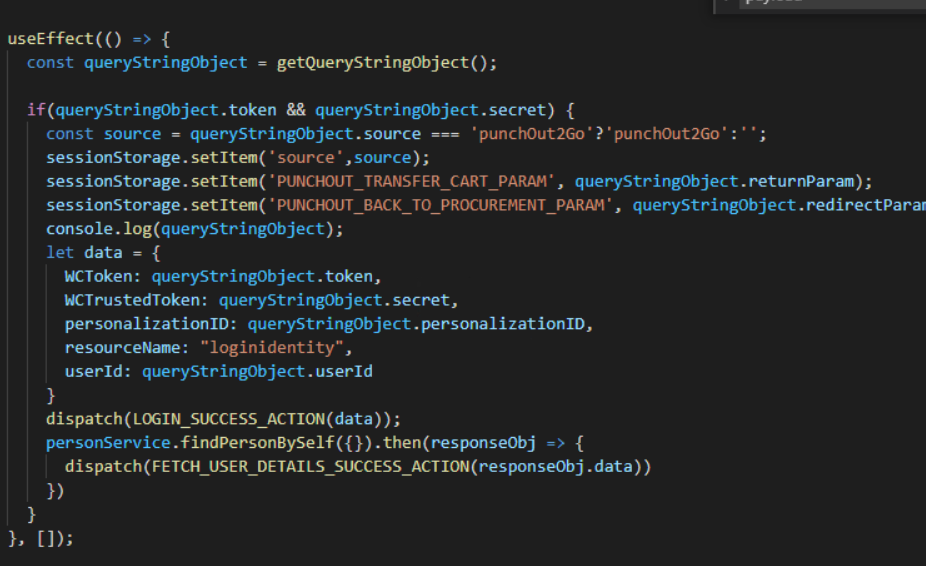 useEffect(() => {
const queryStringObject = getQueryStringObject();
if(queryStringObject.token && queryStringObject.secret) {
const source = queryStringObject.source === 'punchOut2Go'?'punchOut2Go':'';
sessionStorage.setItem('source',source);
sessionStorage.setItem('PUNCHOUT_TRANSFER_CART_PARAM', queryStringObject.returnParam);
sessionStorage.setItem('PUNCHOUT_BACK_TO_PROCUREMENT_PARAM', queryStringObject.redirectParam
console.log(queryStringObject);
let data = {
WCToken: queryStringObject.token,
WCTrustedToken: queryStringObject.secret,
personalizationID: queryStringObject.personalizationID,
resourceName: "loginidentity",
userId: queryStringObject.userId
}
dispatch(LOGIN_SUCCESS_ACTION(data));
personService.findPersonBySelf({}).then(responseObj => {
dispatch(FETCH_USER_DETAILS_SUCCESS_ACTION(responseObj.data))
})
}
}, []);